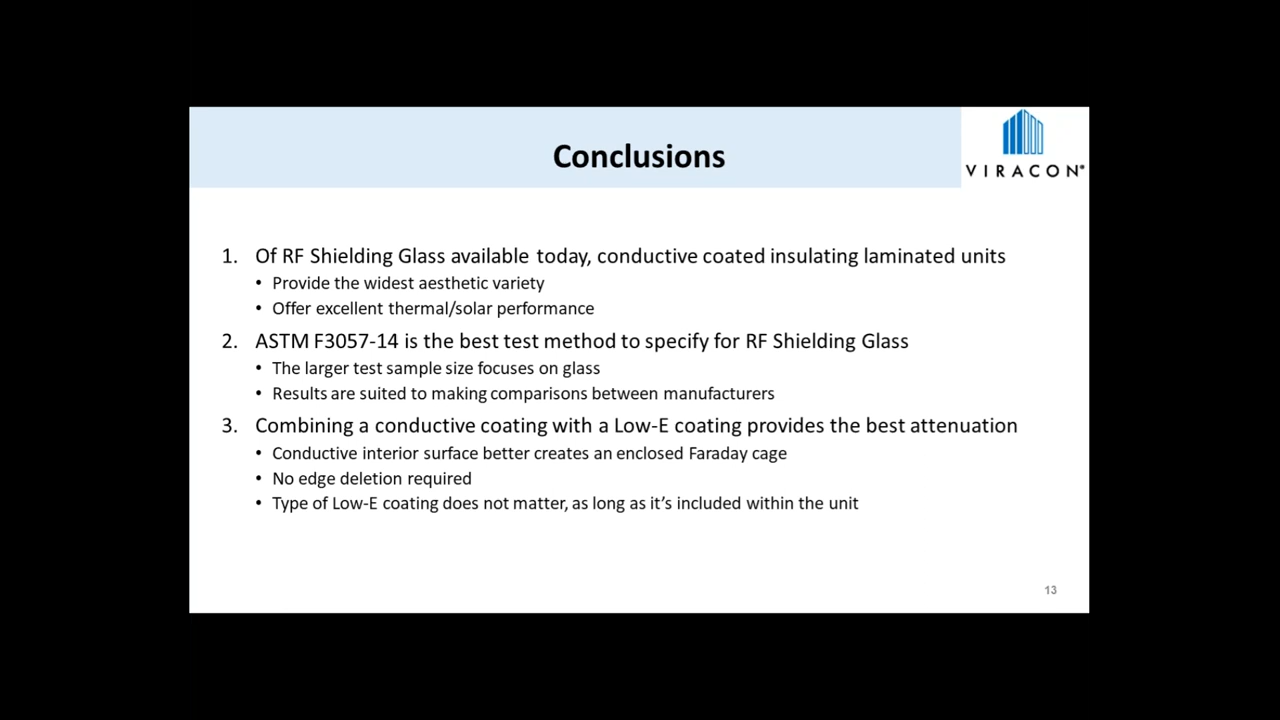 Conclusions
VIRACON®
1. Of RF Shielding Glass available today, conductive coated insulating laminated units
• Provide the widest aesthetic variety
• Offer excellent thermal/solar performance
2. ASTM F3057-14 is the best test method to specify for RF Shielding Glass
• The larger test sample size focuses on glass
• Results are suited to making comparisons between manufacturers
3. Combining a conductive coating with a Low-E coating provides the best attenuation
• Conductive interior surface better creates an enclosed Faraday cage
• No edge deletion required
• Type of Low-E coating does not matter, as long as it’s included within the unit
13